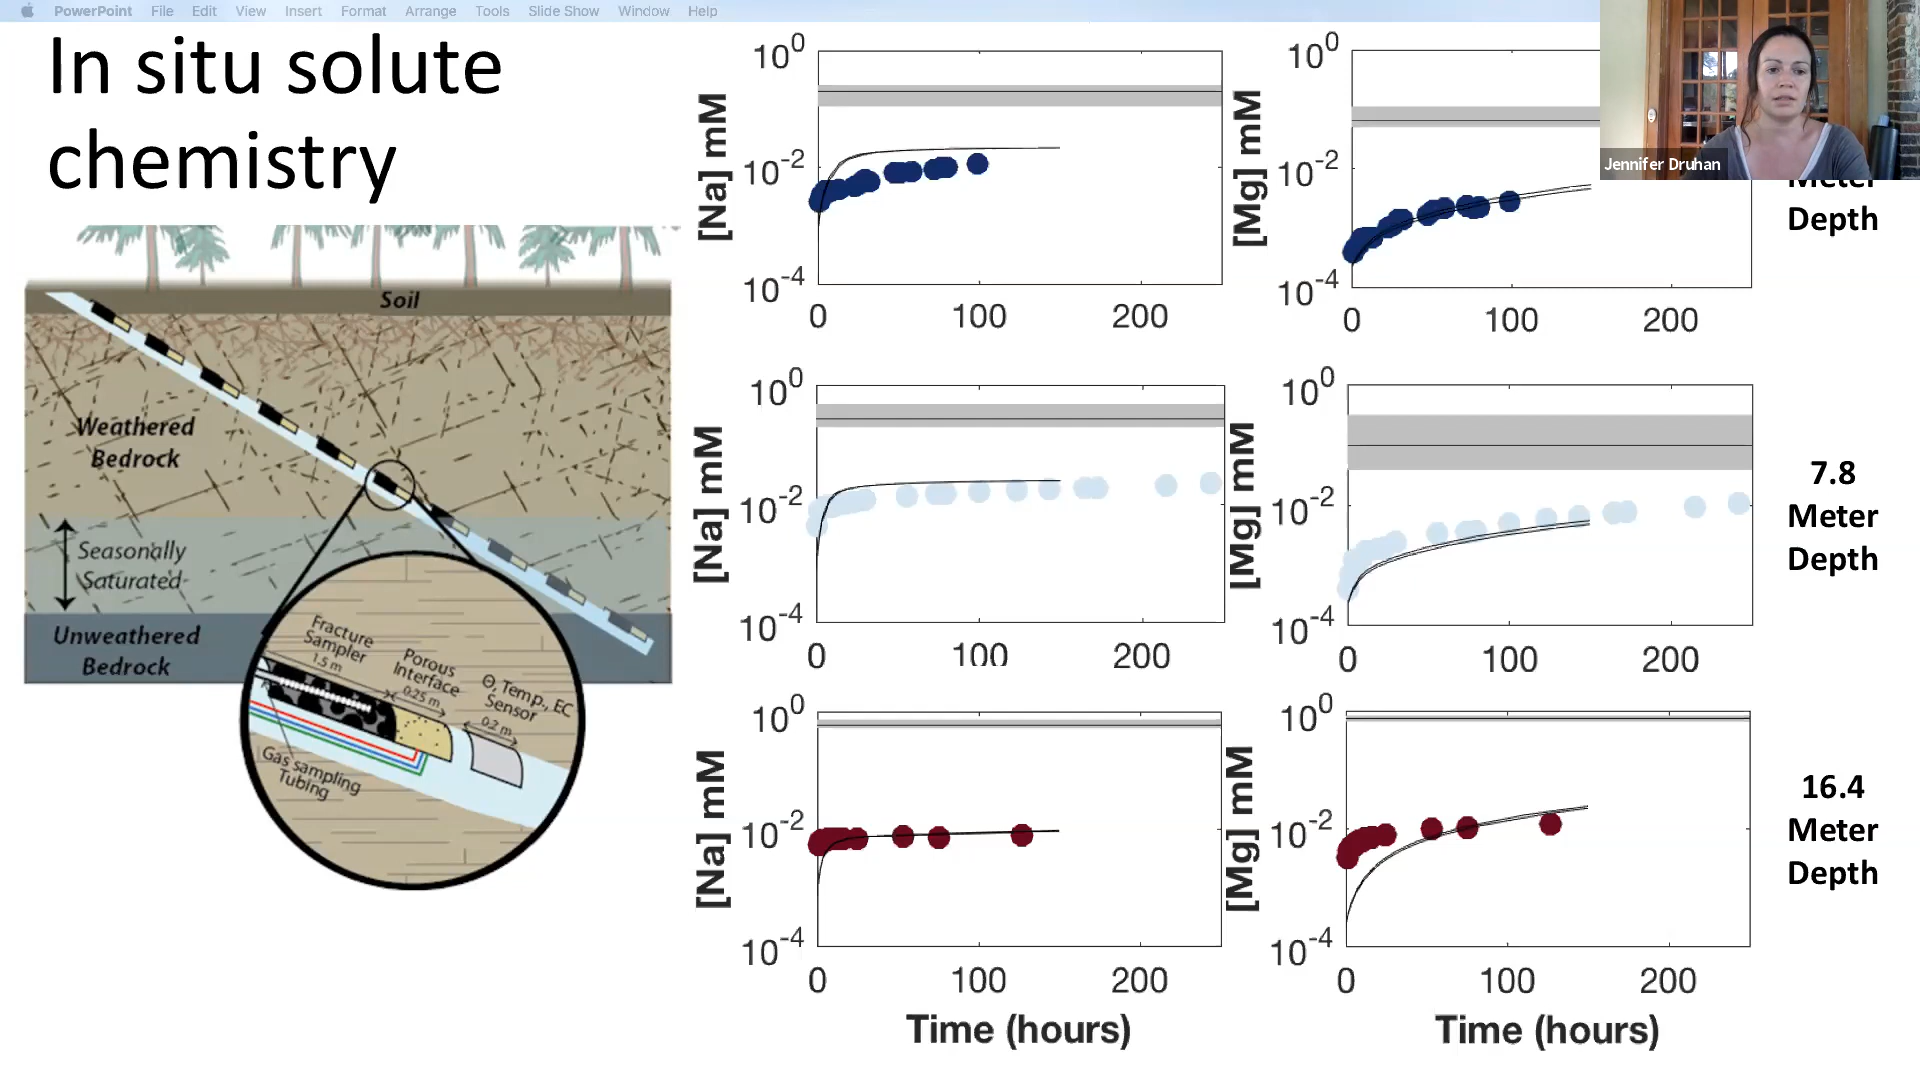 PowerPoint File Edit View Insert Format Arrange Tools Slide Show Window Help
In situ solute
chemistry
Soil
Weathered
Bedrock
Seasonally
Saturated
Unweathered
Bedrock
Fracture
Sampler
1.5 m
Porous
Interface
0.25 m
Θ, Temp., EC
Sensor
0.2 m
Gas sampling
Tubing
[Na] mM
10^0
10^-2
10^-4
0 100 200
[Mg] mM
10^0
10^-2
10^-4
0 100 200
Jennifer Druhan
Meter
Depth
[Na] mM
10^0
10^-2
10^-4
0 100 200
[Mg] mM
10^0
10^-2
10^-4
0 100 200
7.8
Meter
Depth
[Na] mM
10^0
10^-2
10^-4
0 100 200
Time (hours)
[Mg] mM
10^0
10^-2
10^-4
0 100 200
Time (hours)
16.4
Meter
Depth